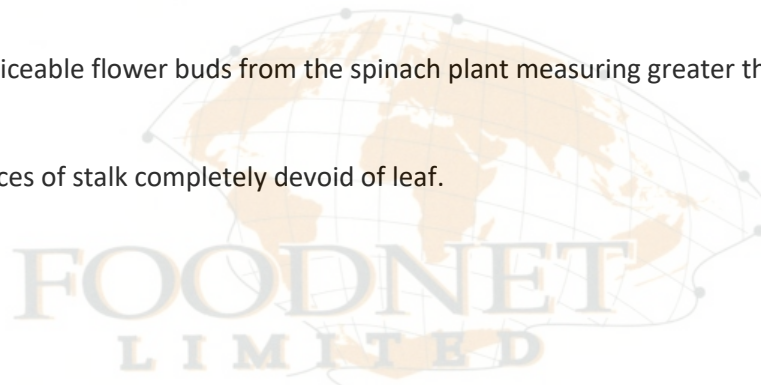 iceable flower buds from the spinach plant measuring greater th
ces of stalk completely devoid of leaf.
FOODNET
LIMITED